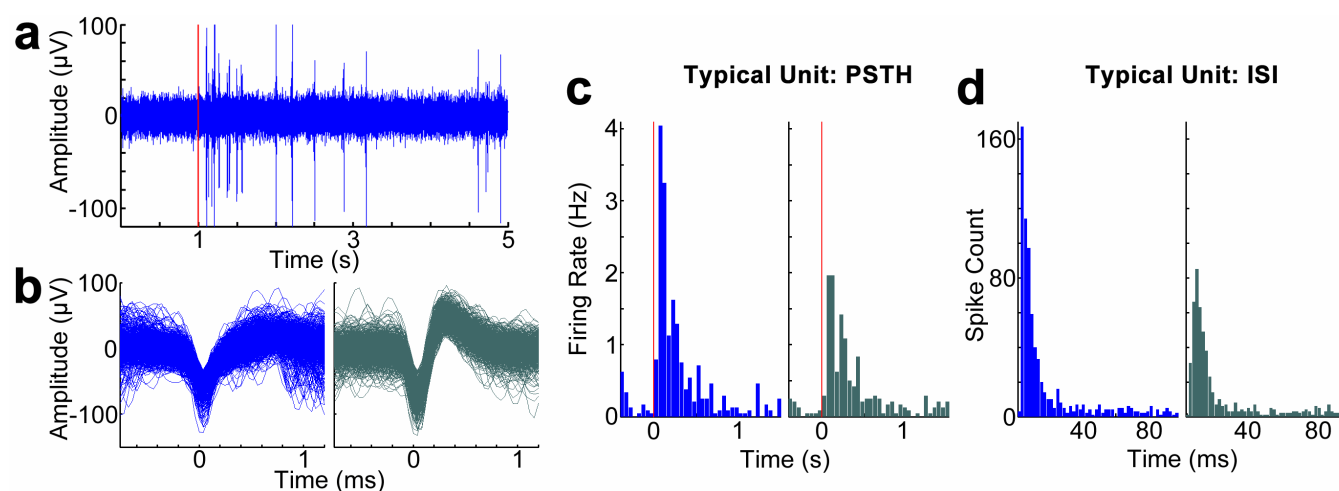 a
100
0
-100
Amplitude (µV)
1
3
5
Time (s)
b
100
0
-100
Amplitude (µV)
0
1
0
1
Time (ms)
c
Typical Unit: PSTH
4
3
2
1
0
Firing Rate (Hz)
0
1
0
1
Time (s)
d
Typical Unit: ISI
160
80
0
Spike Count
40
80
40
80
Time (ms)